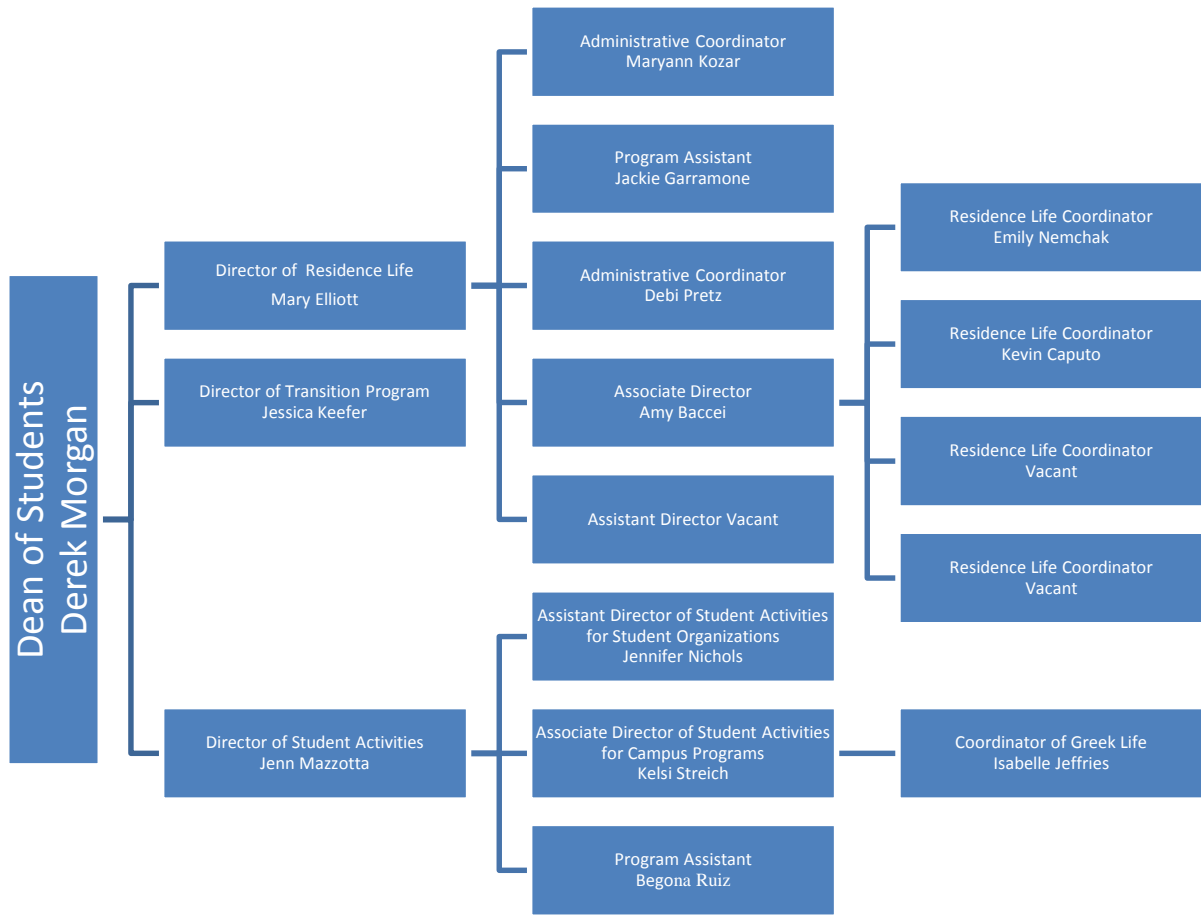 Dean of Students
Derek Morgan
Director of Residence Life
Mary Elliott
Administrative Coordinator
Maryann Kozar
Program Assistant
Jackie Garramone
Administrative Coordinator
Debi Pretz
Associate Director
Amy Baccei
Residence Life Coordinator
Emily Nemchak
Residence Life Coordinator
Kevin Caputo
Residence Life Coordinator
Vacant
Residence Life Coordinator
Vacant
Assistant Director Vacant
Director of Transition Program
Jessica Keefer
Director of Student Activities
Jenn Mazzotta
Assistant Director of Student Activities
for Student Organizations
Jennifer Nichols
Associate Director of Student Activities
for Campus Programs
Kelsi Streich
Coordinator of Greek Life
Isabelle Jeffries
Program Assistant
Begona Ruiz